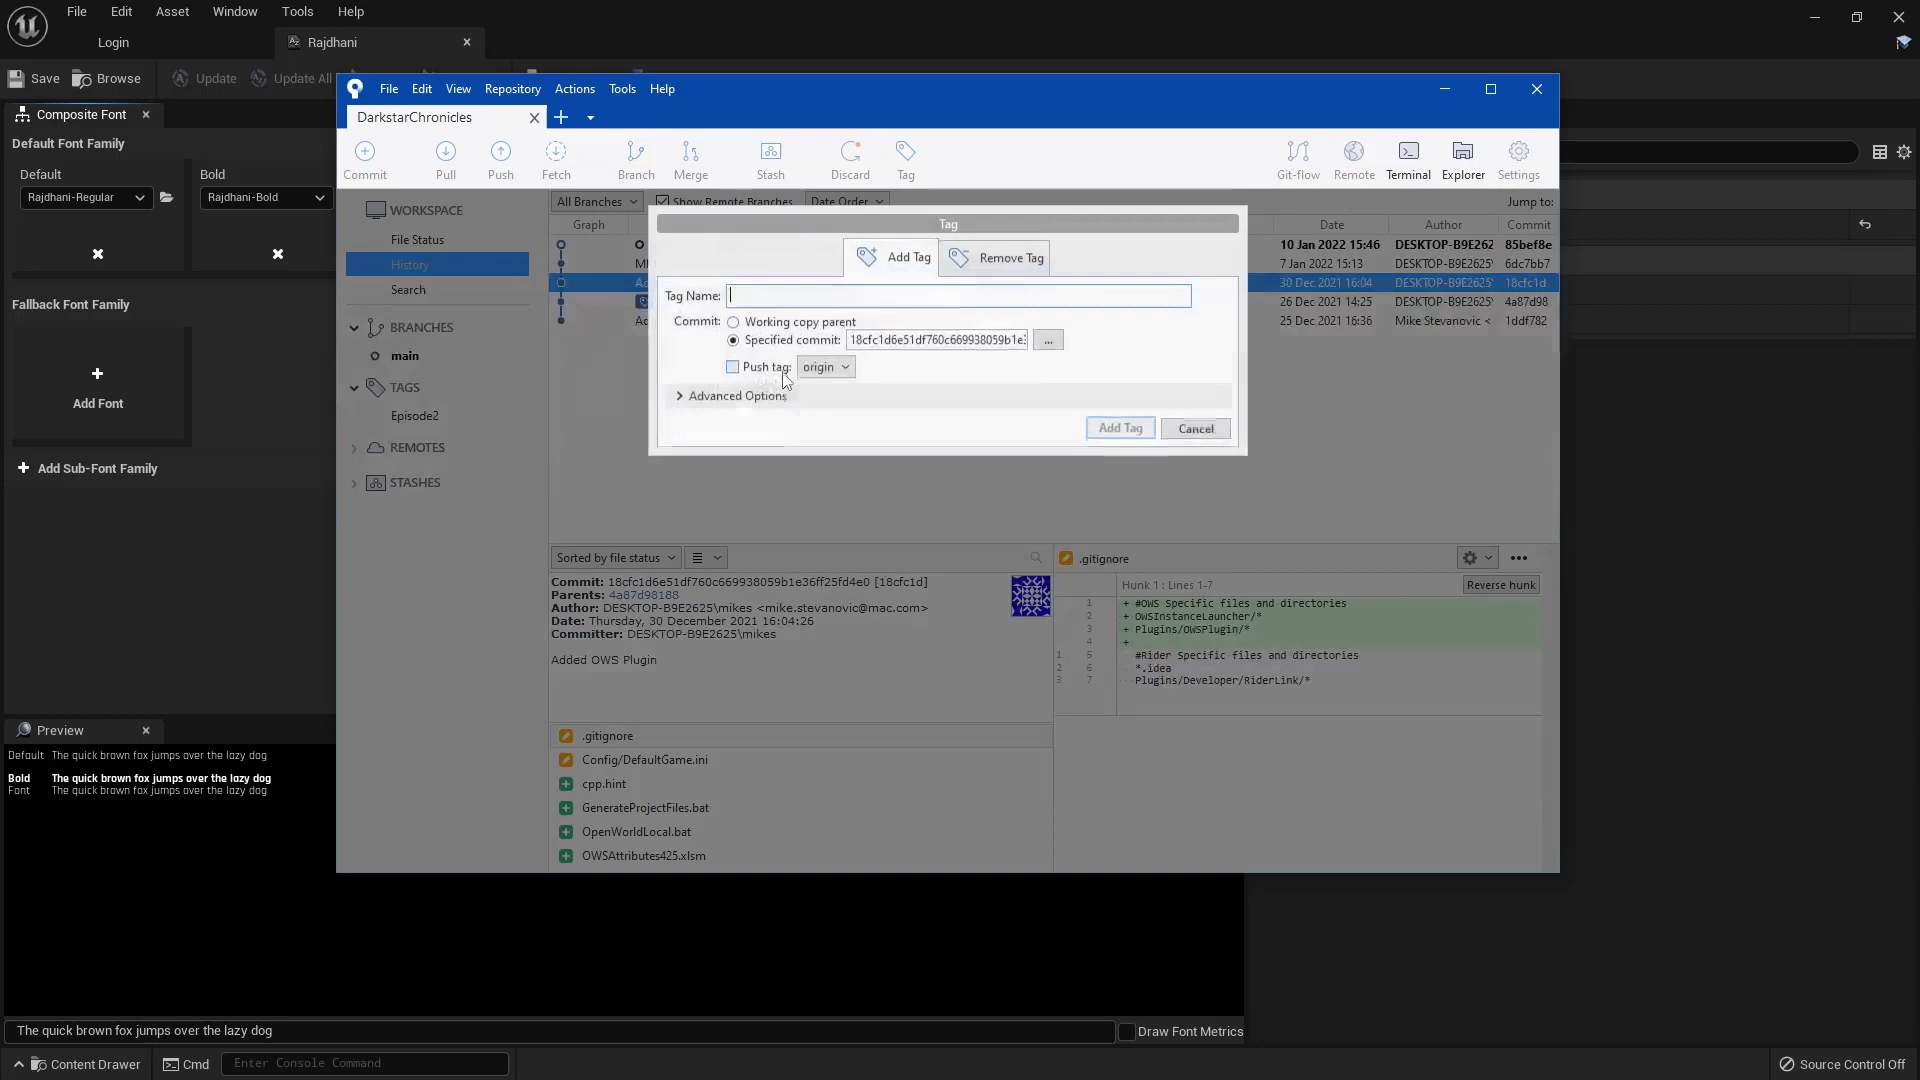 File Edit Asset Window Tools Help
Login
Rajdhani
Save Browse Update Update All
File Edit View Repository Actions Tools Help
DarkstarChronicles
Commit Pull Push Fetch Branch Merge Stash Discard Tag Git-flow Remote Terminal Explorer Settings
Composite Font
Default Font Family
Default Bold
Rajdhani-Regular Rajdhani-Bold
Fallback Font Family
Add Font
Add Sub-Font Family
WORKSPACE
File Status
History
Search
BRANCHES
main
TAGS
Episode2
REMOTES
STASHES
All Branches Show Remote Branches Date Order Jump to:
Graph Date Author Commit
10 Jan 2022 15:46 DESKTOP-B9E262 85bef8e
7 Jan 2022 15:13 DESKTOP-B9E2625\ 6dc7bb7
30 Dec 2021 16:04 DESKTOP-B9E2625\ 18cfc1d
26 Dec 2021 14:25 DESKTOP-B9E2625\ 4a87d98
25 Dec 2021 16:36 Mike Stevanovic < 1ddf782
Tag
Add Tag Remove Tag
Tag Name:
Commit: Working copy parent
Specified commit: 18cfc1d6e51df760c669938059b1e3 ...
Push tag: origin
Advanced Options
Add Tag Cancel
Sorted by file status
Commit: 18cfc1d6e51df760c669938059b1e36ff25fd4e0 [18cfc1d]
Parents: 4a87d98188
Author: DESKTOP-B9E2625\mikes <mike.stevanovic@mac.com>
Date: Thursday, 30 December 2021 16:04:26
Committer: DESKTOP-B9E2625\mikes
Added OWS Plugin
.gitignore
Config/DefaultGame.ini
cpp.hint
GenerateProjectFiles.bat
OpenWorldLocal.bat
OWSAttributes425.xlsm
.gitignore
Hunk 1 : Lines 1-7 Reverse hunk
1 + #OWS Specific files and directories
2 + OWSInstanceLauncher/*
3 + Plugins/OWSPlugin/*
4 +
1 5 #Rider Specific files and directories
2 6 *.idea
3 7 Plugins/Developer/RiderLink/*
Preview
Default The quick brown fox jumps over the lazy dog
Bold The quick brown fox jumps over the lazy dog
Font The quick brown fox jumps over the lazy dog
The quick brown fox jumps over the lazy dog Draw Font Metrics
Content Drawer Cmd Enter Console Command Source Control Off